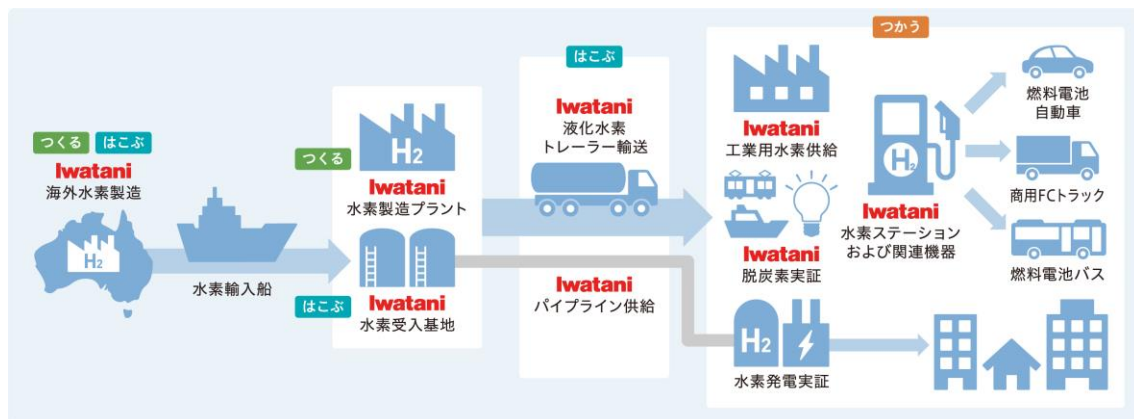 つくる
はこぶ
Iwatani
海外水素製造
H2
水素輸入船
つくる
H2
Iwatani
水素製造プラント
はこぶ
Iwatani
水素受入基地
はこぶ
Iwatani
液化水素
トレーラー輸送
Iwatani
パイプライン供給
つかう
Iwatani
工業用水素供給
Iwatani
脱炭素実証
H2
水素発電実証
H2
Iwatani
水素ステーション
および関連機器
燃料電池
自動車
商用FCトラック
燃料電池バス